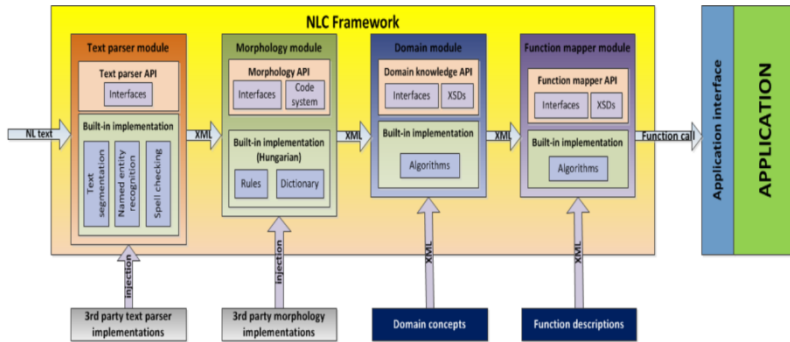 NLC Framework
Text parser module
Text parser API
Interfaces
Built-in implementation
Text
segmentation
Named entity
recognition
Spell checking
Morphology module
Morphology API
Interfaces
Code
system
Built-in implementation
(Hungarian)
Rules
Dictionary
Domain module
Domain knowledge API
Interfaces
XSDs
Built-in implementation
Algorithms
Function mapper module
Function mapper API
Interfaces
XSDs
Built-in implementation
Algorithms
NL text
XML
XML
XML
Function call
Application interface
APPLICATION
injection
injection
XML
XML
3rd party text parser
implementations
3rd party morphology
implementations
Domain concepts
Function descriptions